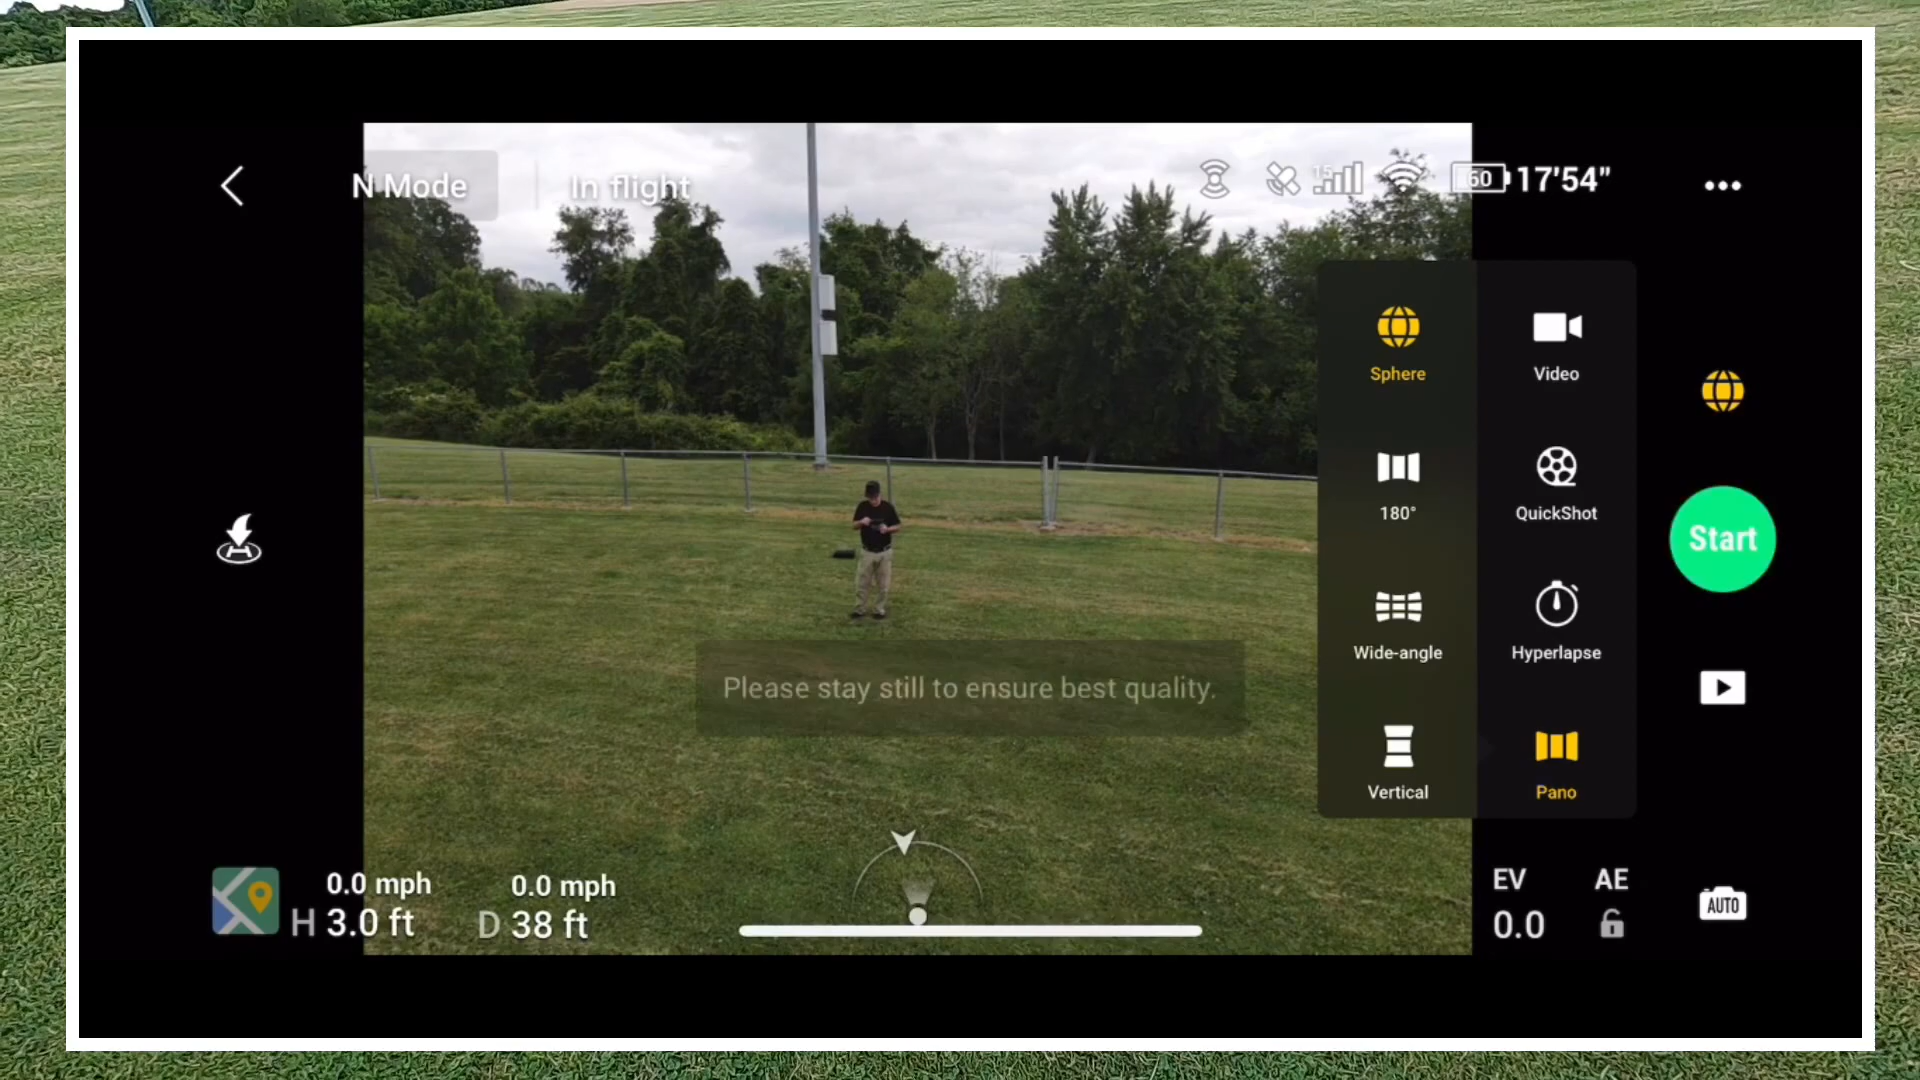 N Mode
In flight
15
60
17'54"
Sphere
Video
180°
QuickShot
Start
Wide-angle
Hyperlapse
Please stay still to ensure best quality.
Vertical
Pano
0.0 mph
0.0 mph
H 3.0 ft
D 38 ft
EV
0.0
AE
AUTO